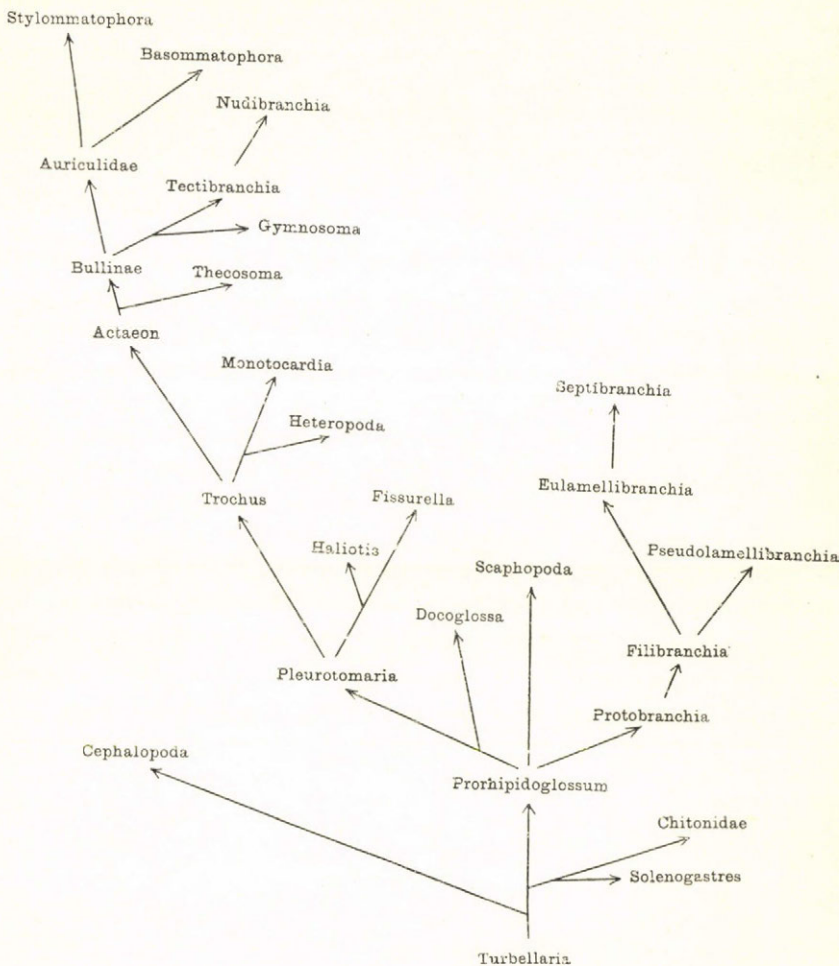 Stylommatophora
Basommatophora
Nudibranchia
Auriculidae
Tectibranchia
Gymnosoma
Bullinae
Thecosoma
Actaeon
Monotocardia
Septibranchia
Heteropoda
Eulamellibranchia
Trochus
Fissurella
Haliotis
Pseudolamellibranchia
Scaphopoda
Docoglossa
Filibranchia
Pleurotomaria
Protobranchia
Cephalopoda
Prorhipidoglossum
Chitonidae
Solenogastres
Turbellaria